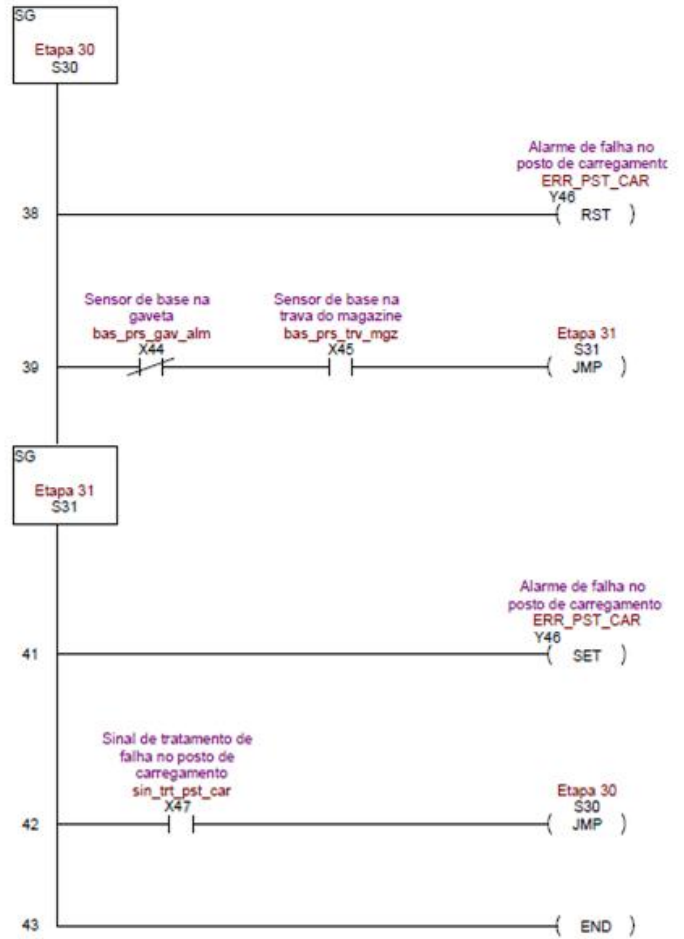 SG
Etapa 30
S30
Alarme de falha no
posto de carregamento
ERR_PST_CAR
Y46
38
RST
Sensor de base na
gaveta
bas_prs_gav_alm
X44
Sensor de base na
trava do magazine
bas_prs_trv_mgz
X45
Etapa 31
S31
39
JMP
SG
Etapa 31
S31
Alarme de falha no
posto de carregamento
ERR_PST_CAR
Y46
41
SET
Sinal de tratamento de
falha no posto de
carregamento
sin_trt_pst_car
X47
Etapa 30
S30
42
JMP
43
END